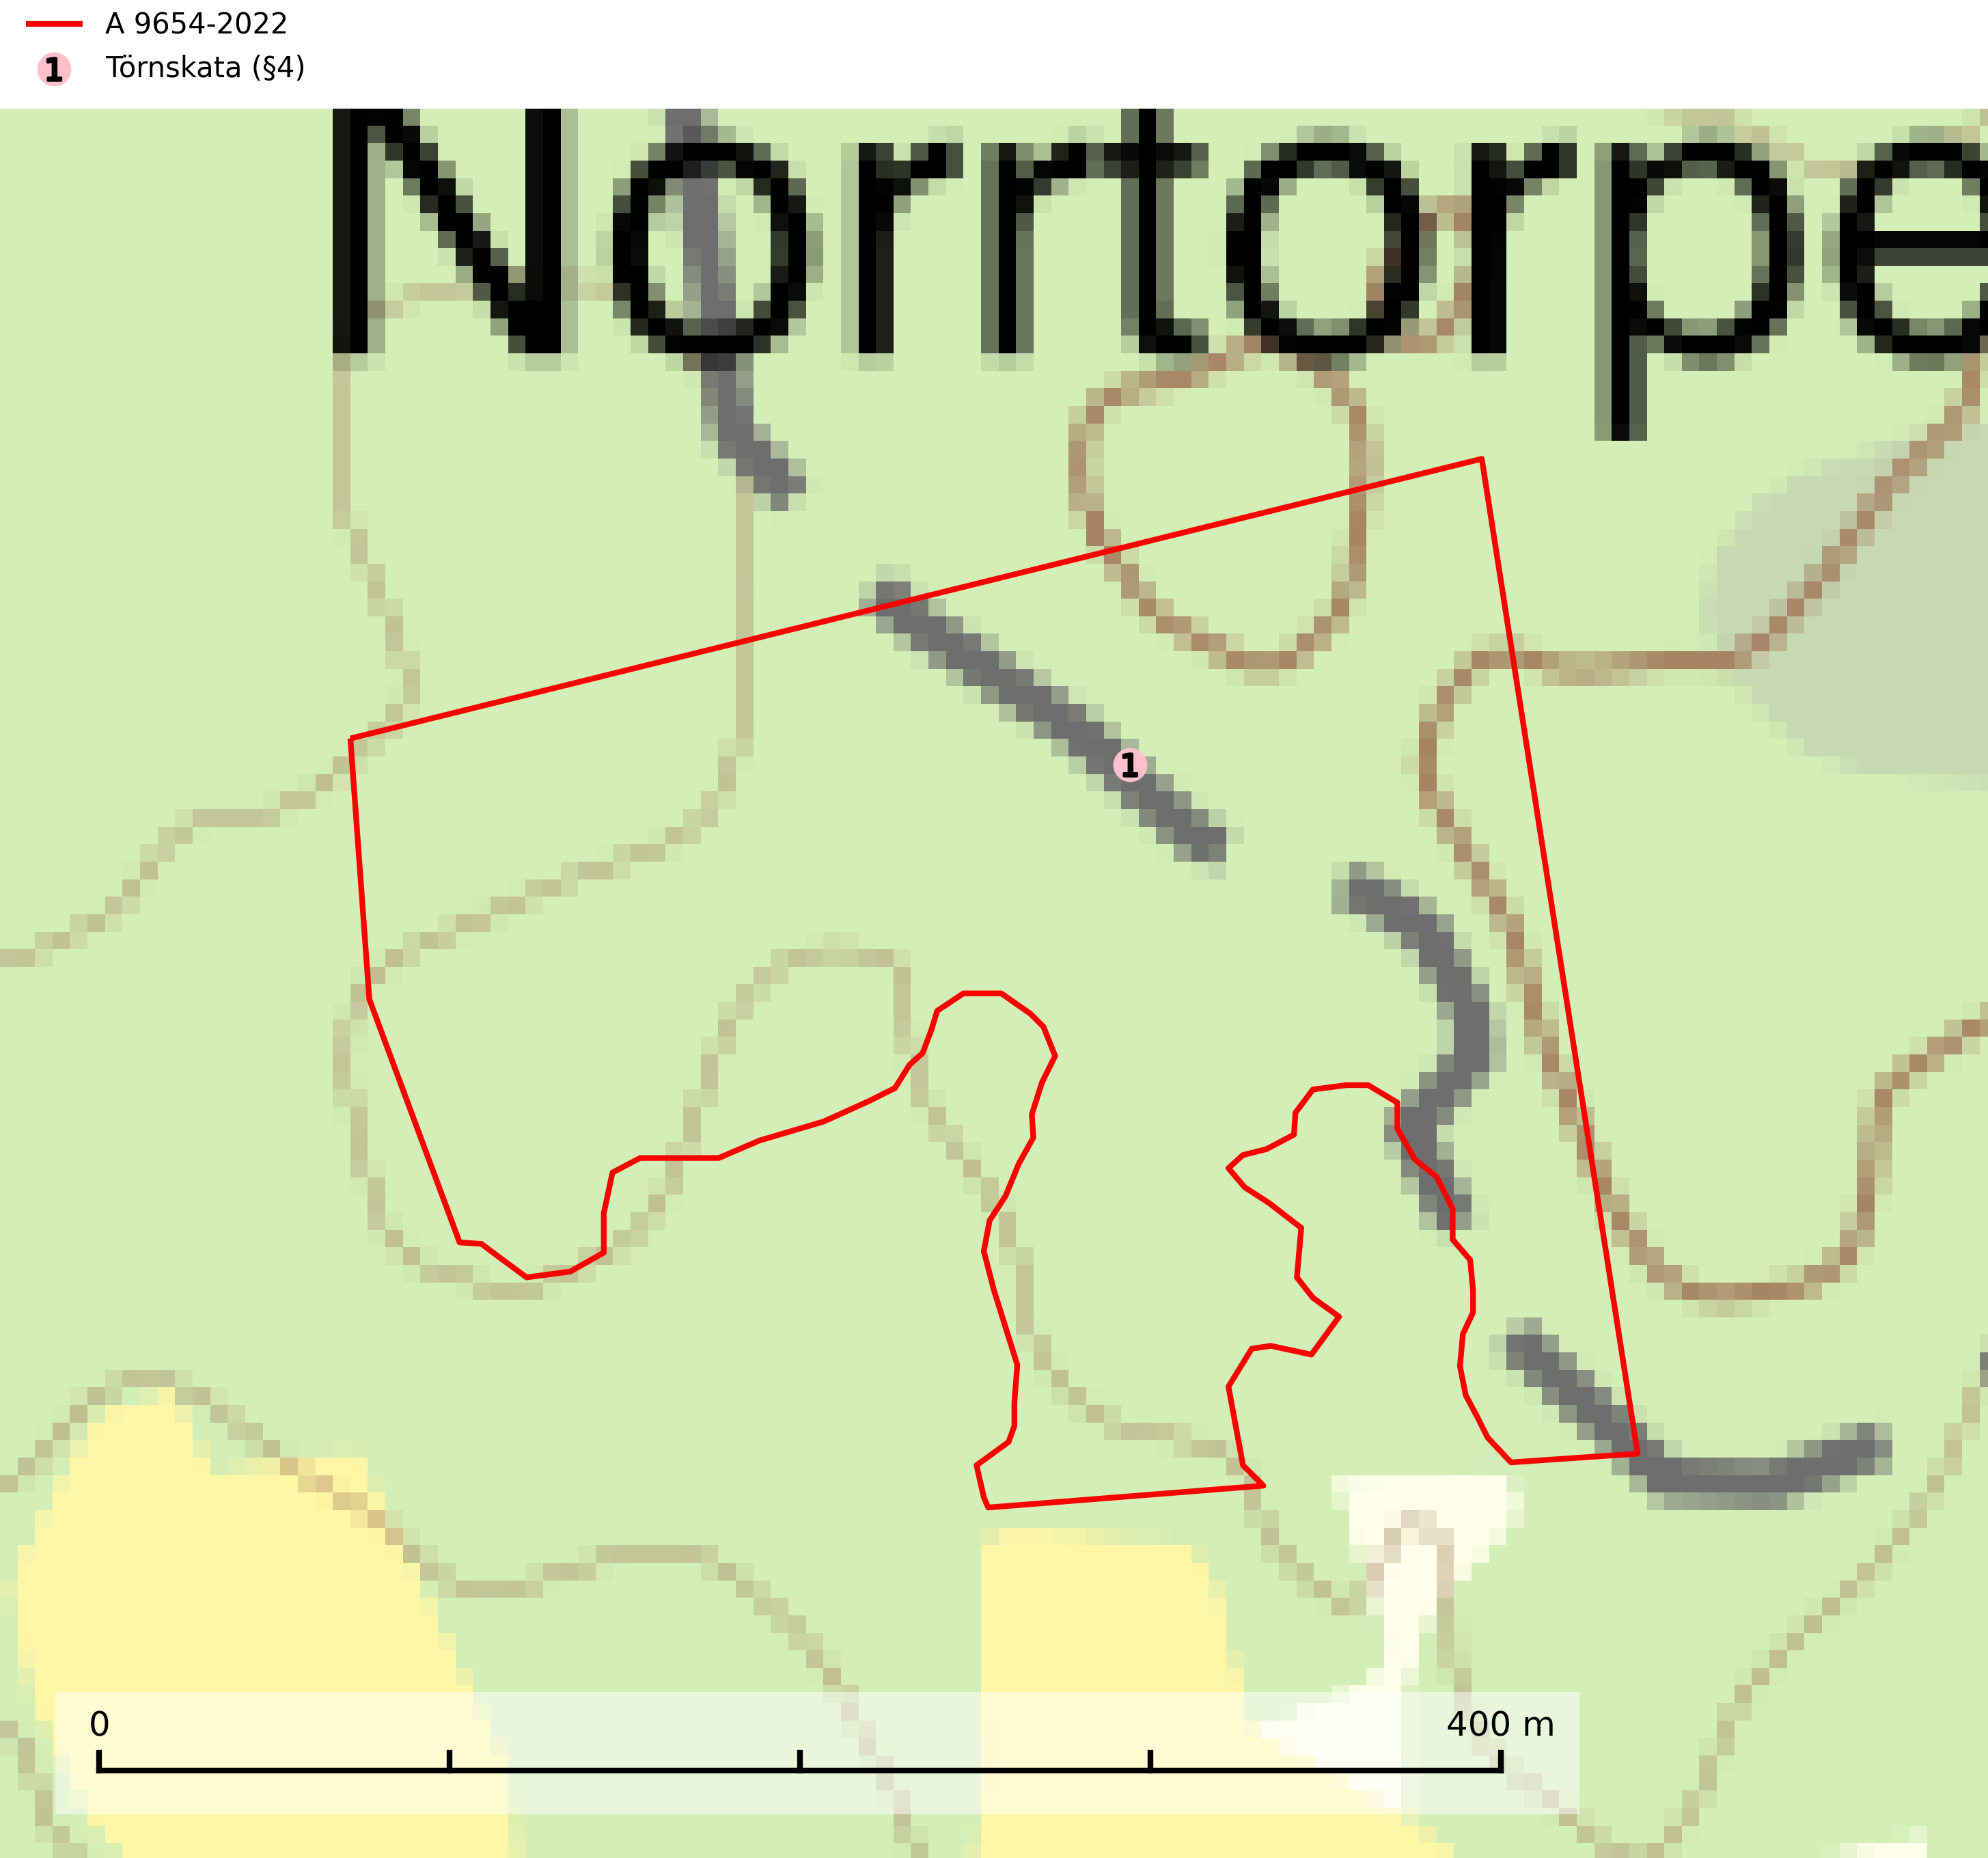 A 9654-2022
1 Törnskata (§4)
Norrtorpe
1
0 400 m